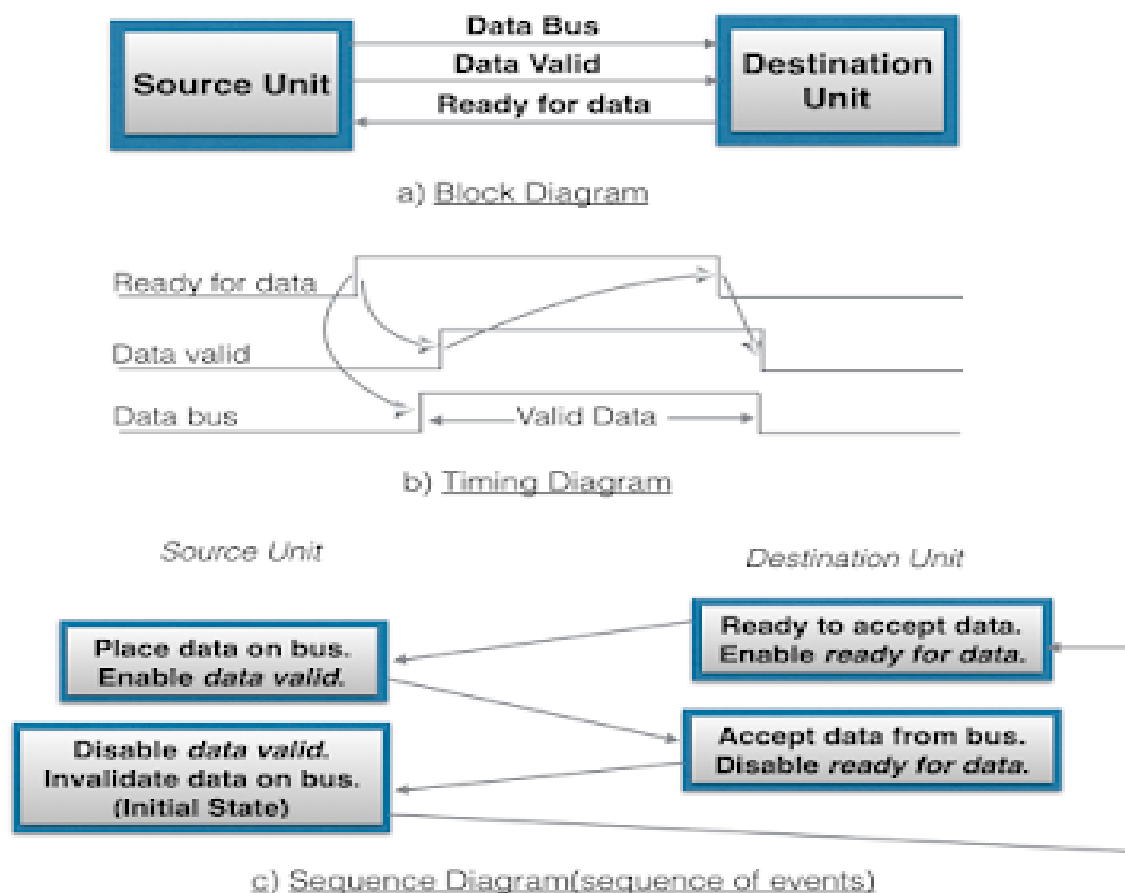 Data Bus
Source Unit
Data Valid
Destination
Unit
Ready for data
a) Block Diagram
Ready for data
Data valid
Data bus
Valid Data
b) Timing Diagram
Source Unit
Destination Unit
Place data on bus.
Enable data valid.
Ready to accept data.
Enable ready for data.
Disable data valid.
Invalidate data on bus.
(Initial State)
Accept data from bus.
Disable ready for data.
c) Sequence Diagram(sequence of events)